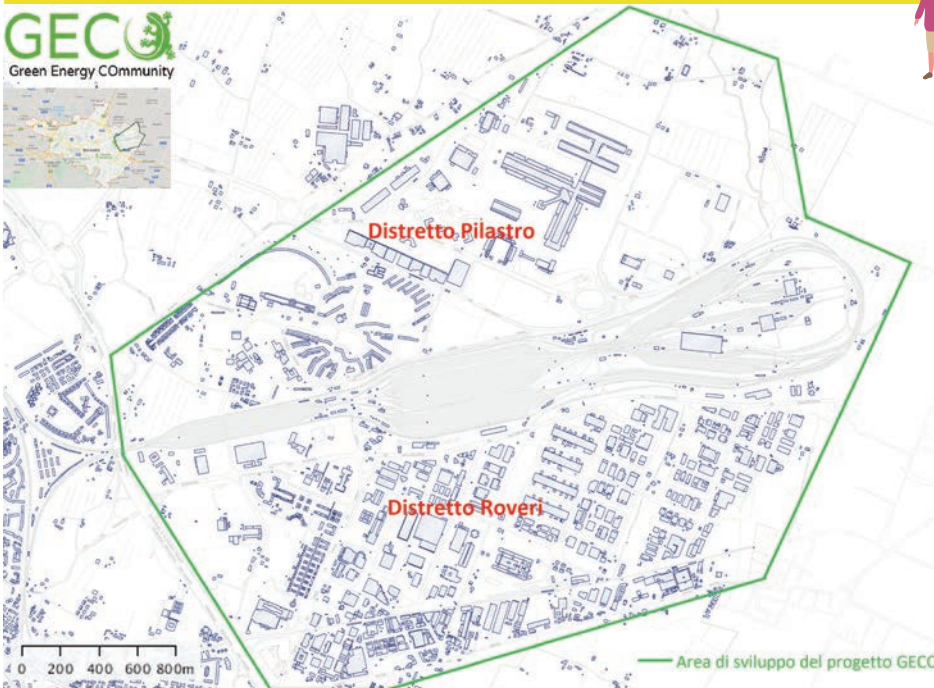 GECO
Green Energy COmmunity
Distretto Pilastro
Distretto Roveri
0 200 400 600 800m
Area di sviluppo del progetto GECO